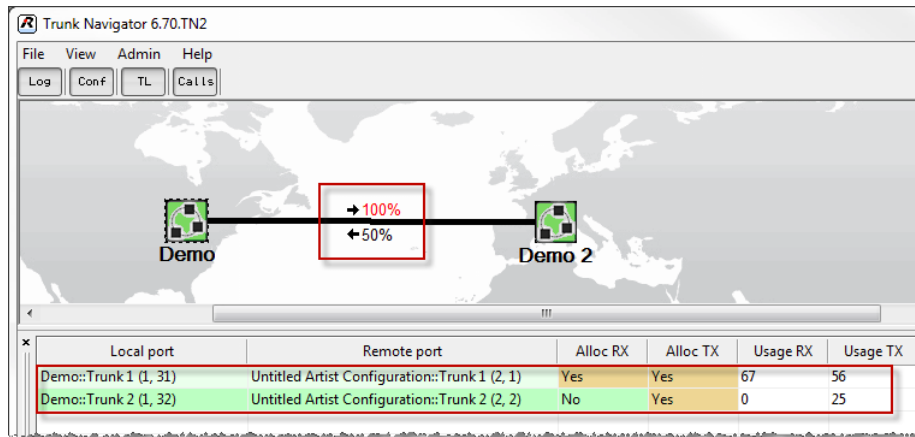 R Trunk Navigator 6.70.TN2
File View Admin Help
Log Conf TL Calls
→100%
←50%
Demo
Demo 2
x Local port Remote port Alloc RX Alloc TX Usage RX Usage TX
Demo::Trunk 1 (1, 31) Untitled Artist Configuration::Trunk 1 (2, 1) Yes Yes 67 56
Demo::Trunk 2 (1, 32) Untitled Artist Configuration::Trunk 2 (2, 2) No Yes 0 25